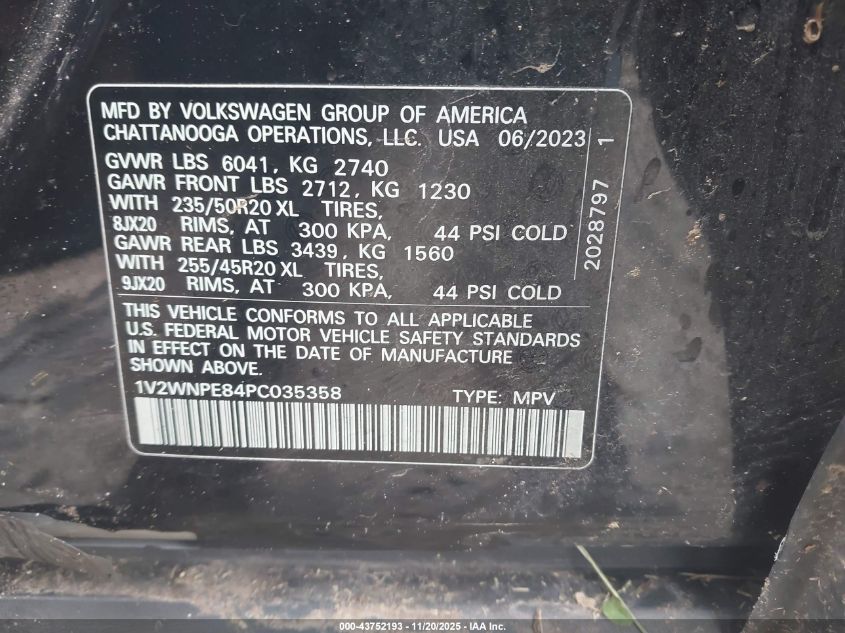 MFD BY VOLKSWAGEN GROUP OF AMERICA
CHATTANOOGA OPERATIONS, LLC. USA 06/2023
GVWR LBS 6041, KG 2740
GAWR FRONT LBS 2712, KG 1230
WITH 235/50R20 XL TIRES,
8JX20 RIMS, AT 300 KPA, 44 PSI COLD
GAWR REAR LBS 3439, KG 1560
WITH 255/45R20 XL TIRES,
9JX20 RIMS, AT 300 KPA, 44 PSI COLD
2028797 1
THIS VEHICLE CONFORMS TO ALL APPLICABLE
U.S. FEDERAL MOTOR VEHICLE SAFETY STANDARDS
IN EFFECT ON THE DATE OF MANUFACTURE
SHOWN ABOVE.
1V2WNPE84PC035358 TYPE: MPV
000-43752193 - 11/20/2025 - IAA Inc.